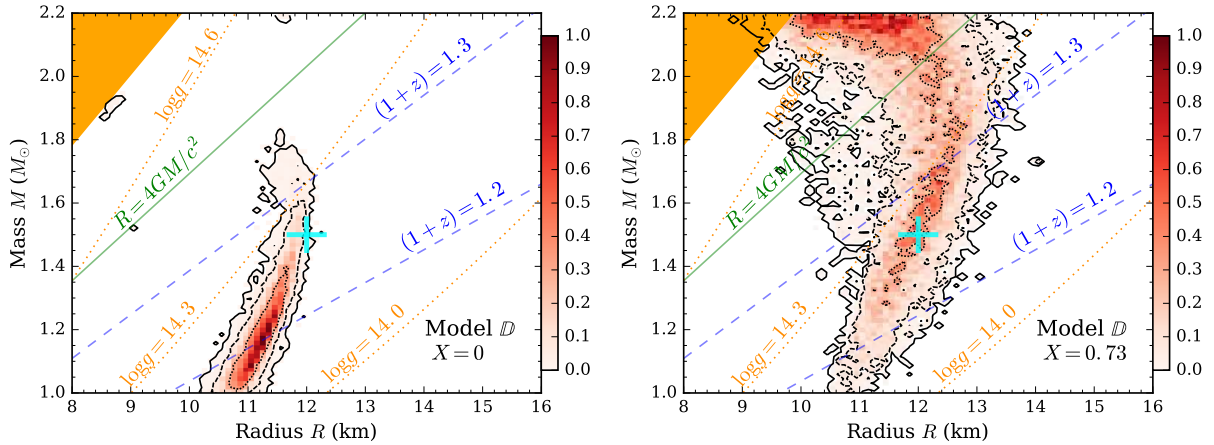 2.2
2.0
1.8
1.6
1.4
1.2
1.0
Mass M (M⊙)
8 9 10 11 12 13 14 15 16
Radius R (km)
log g = 14.6
R = 4GM/c²
(1 + z) = 1.3
(1 + z) = 1.2
log g = 14.3
log g = 14.0
Model 𝔻
X = 0
1.0
0.9
0.8
0.7
0.6
0.5
0.4
0.3
0.2
0.1
0.0
2.2
2.0
1.8
1.6
1.4
1.2
1.0
Mass M (M⊙)
8 9 10 11 12 13 14 15 16
Radius R (km)
log g = 14.6
R = 4GM/c²
(1 + z) = 1.3
(1 + z) = 1.2
log g = 14.3
log g = 14.0
Model 𝔻
X = 0.73
1.0
0.9
0.8
0.7
0.6
0.5
0.4
0.3
0.2
0.1
0.0